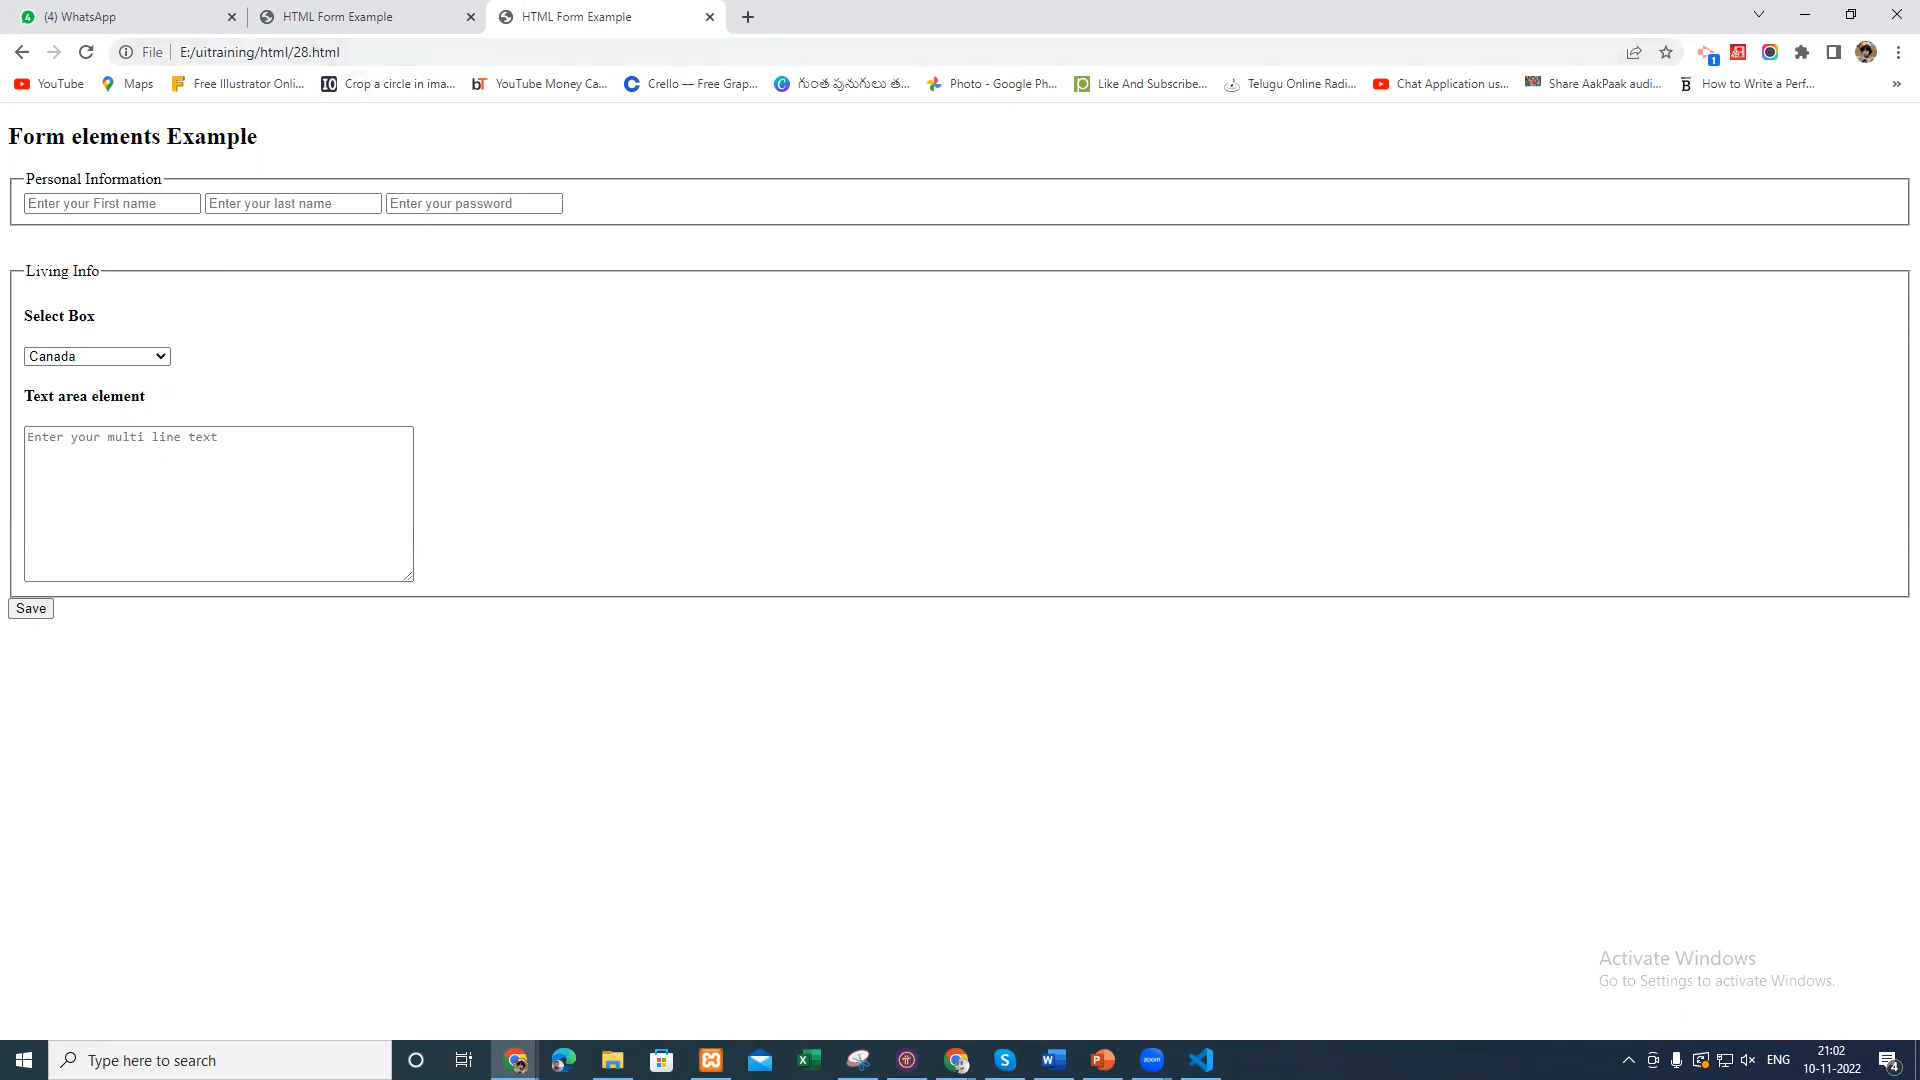 (4) WhatsApp
HTML Form Example
HTML Form Example
File
E:/uitraining/html/28.html
1
YouTube
Maps
Free Illustrator Onli...
Crop a circle in ima...
YouTube Money Ca...
Crello — Free Grap...
గుంత పునుగులు త...
Photo - Google Ph...
Like And Subscribe...
Telugu Online Radi...
Chat Application us...
Share AakPaak audi...
How to Write a Perf...
Form elements Example
Personal Information
Enter your First name
Enter your last name
Enter your password
Living Info
Select Box
Canada
Text area element
Enter your multi line text
Save
Activate Windows
Go to Settings to activate Windows.
Type here to search
zoom
ENG
21:02
10-11-2022
4